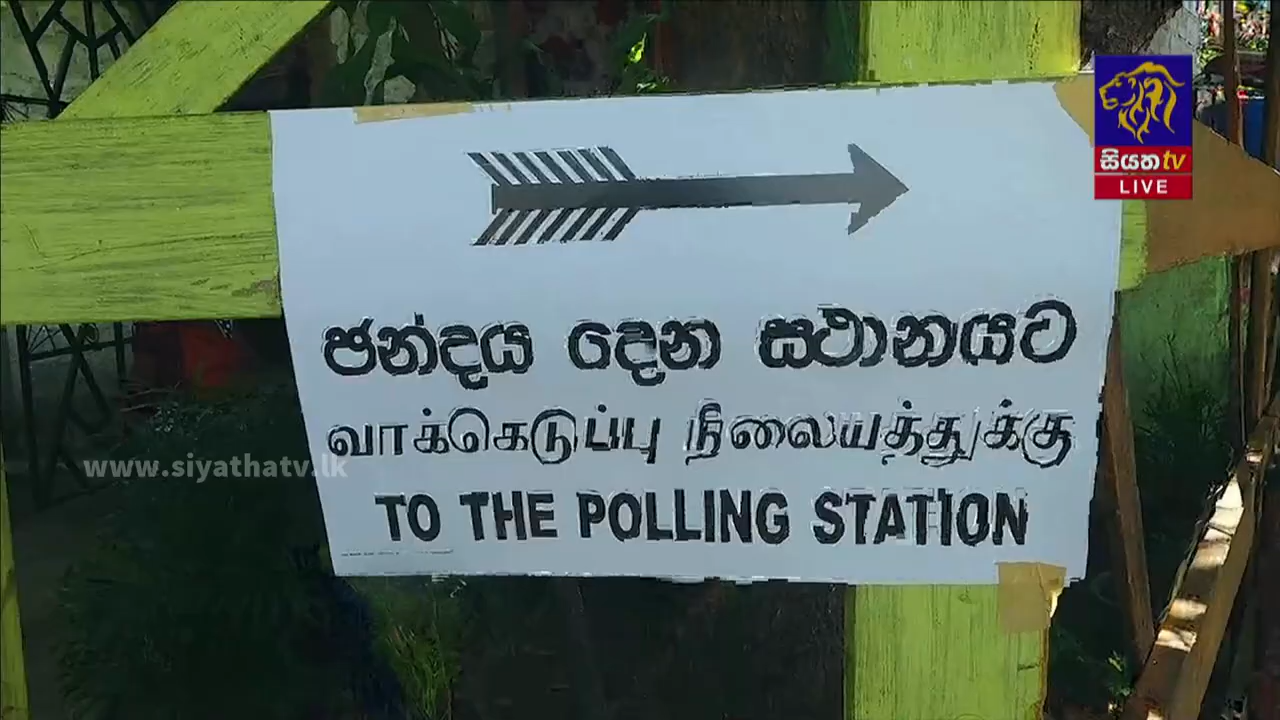 සියත tv
LIVE
ඡන්දය දෙන ස්ථානයට
வாக்கெடுப்பு நிலையத்துக்கு
www.siyathatv.lk
TO THE POLLING STATION